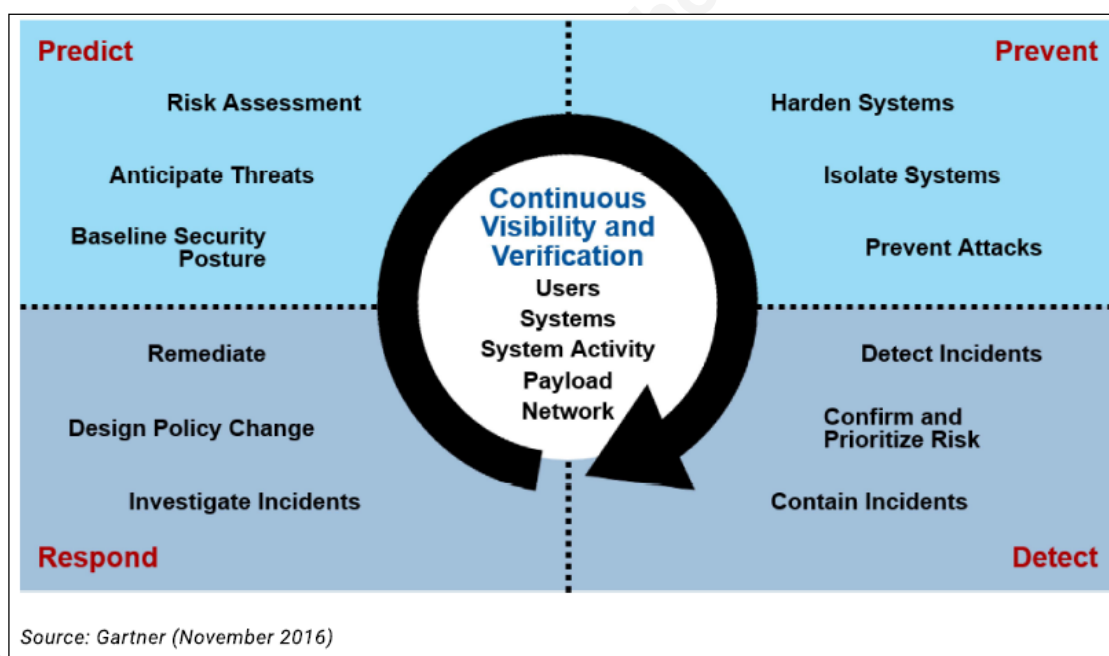 Predict
Risk Assessment
Anticipate Threats
Baseline Security
Posture
Prevent
Harden Systems
Isolate Systems
Prevent Attacks
Continuous
Visibility and
Verification
Users
Systems
System Activity
Payload
Network
Remediate
Design Policy Change
Investigate Incidents
Respond
Detect Incidents
Confirm and
Prioritize Risk
Contain Incidents
Detect
Source: Gartner (November 2016)